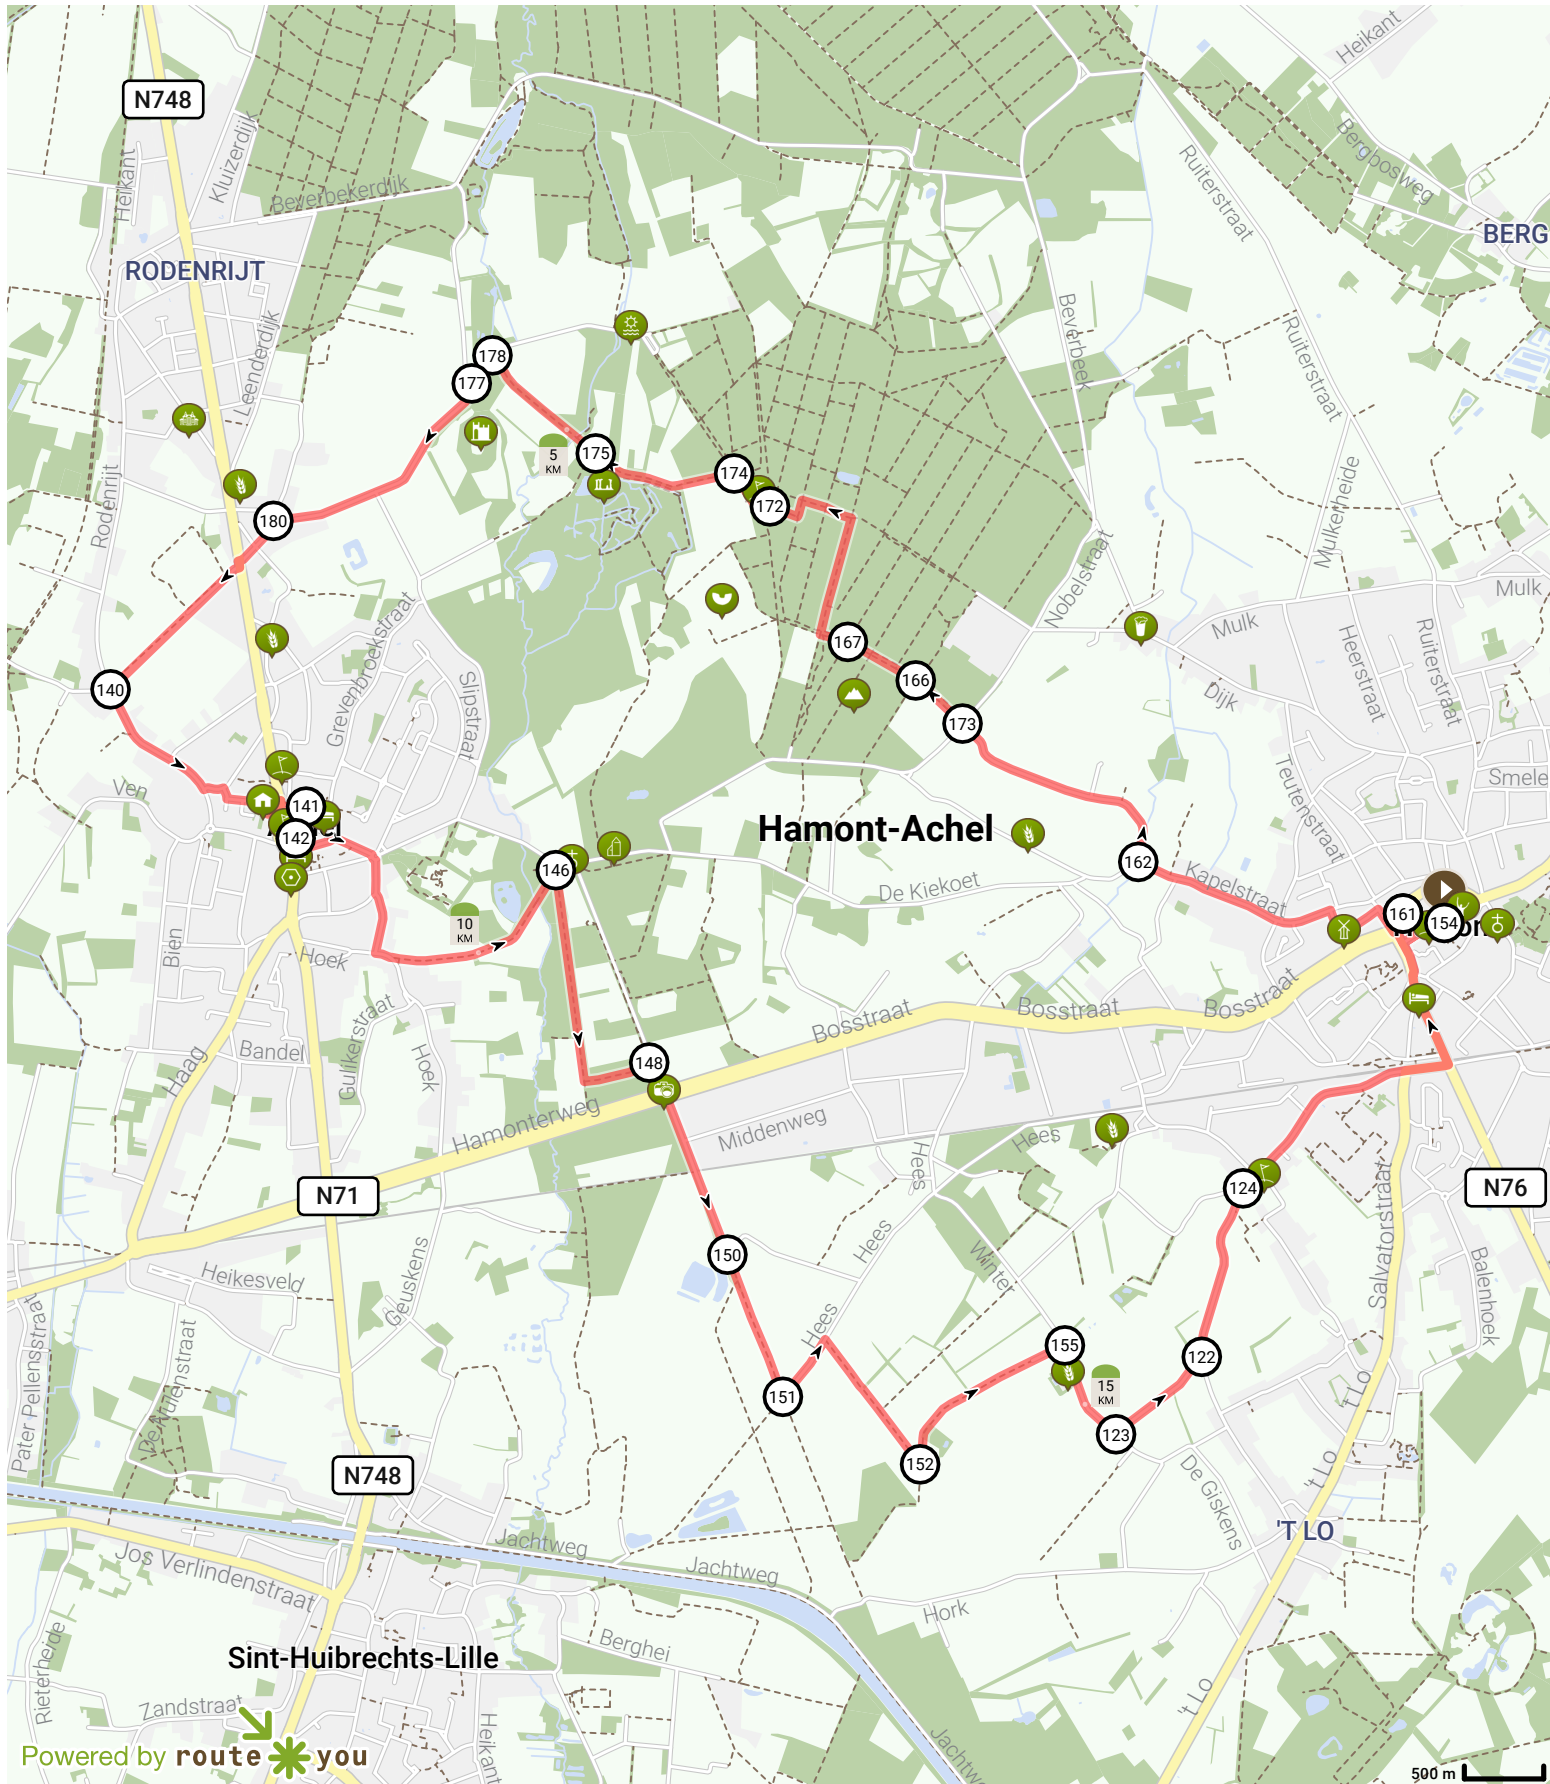 Heikant
N748
Kluizerdijk
Bergbosweg
Heikant
Ruiterstraat
Beverbekerdijk
BERG
RODENRIJT
Leenderdijk
Beverbeek
Ruiterstraat
178
177
175
5
KM
174
172
Rodenrijt
180
Mulkerheide
Nobelstraat
Mulk
Mulk
Grevenbroekstraat
Slipstraat
167
Heerstraat
Ruiterstraat
140
166
Dijk
173
Teutenstraat
Smele
Ven
141
142
Hamont-Achel
162
146
De Kiekoet
Kapelstraat
161
154
10
KM
Bien
Hoek
Bosstraat
Bosstraat
Bosstraat
Gulikerstraat
Haag
Bandel
Hoek
148
Hamonterweg
Middenweg
Hees
Hees
124
N71
N76
Salvatorstraat
150
Hees
Winter
Heikesveld
Geuskens
Balenhoek
Pater Pellensstraat
Hees
155
122
15
KM
151
't Lo
123
152
N748
't Lo
De Giskens
'T LO
Jachtweg
Jos Verlindenstraat
Jachtweg
Hork
Rieterheide
Sint-Huibrechts-Lille
Berghei
't Lo
Zandstraat
Heikant
Jachtw
Powered by route you
500 m